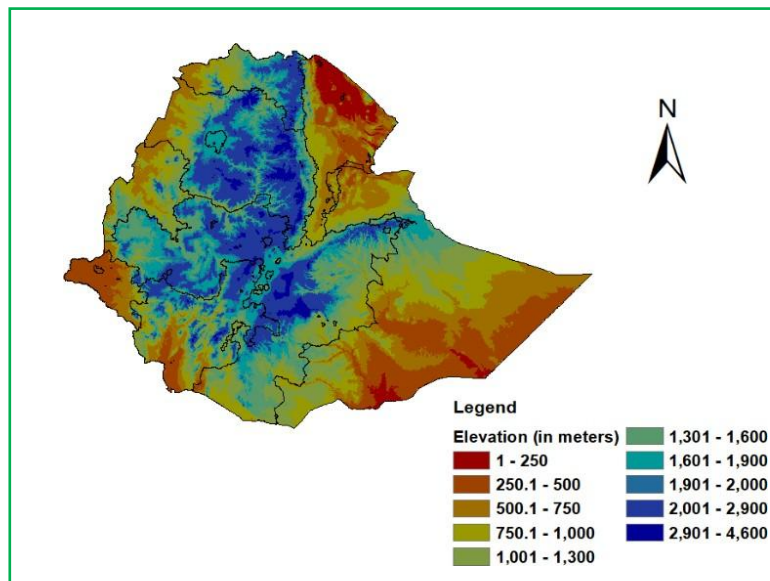 N
Legend
Elevation (in meters)
1 - 250
250.1 - 500
500.1 - 750
750.1 - 1,000
1,001 - 1,300
1,301 - 1,600
1,601 - 1,900
1,901 - 2,000
2,001 - 2,900
2,901 - 4,600